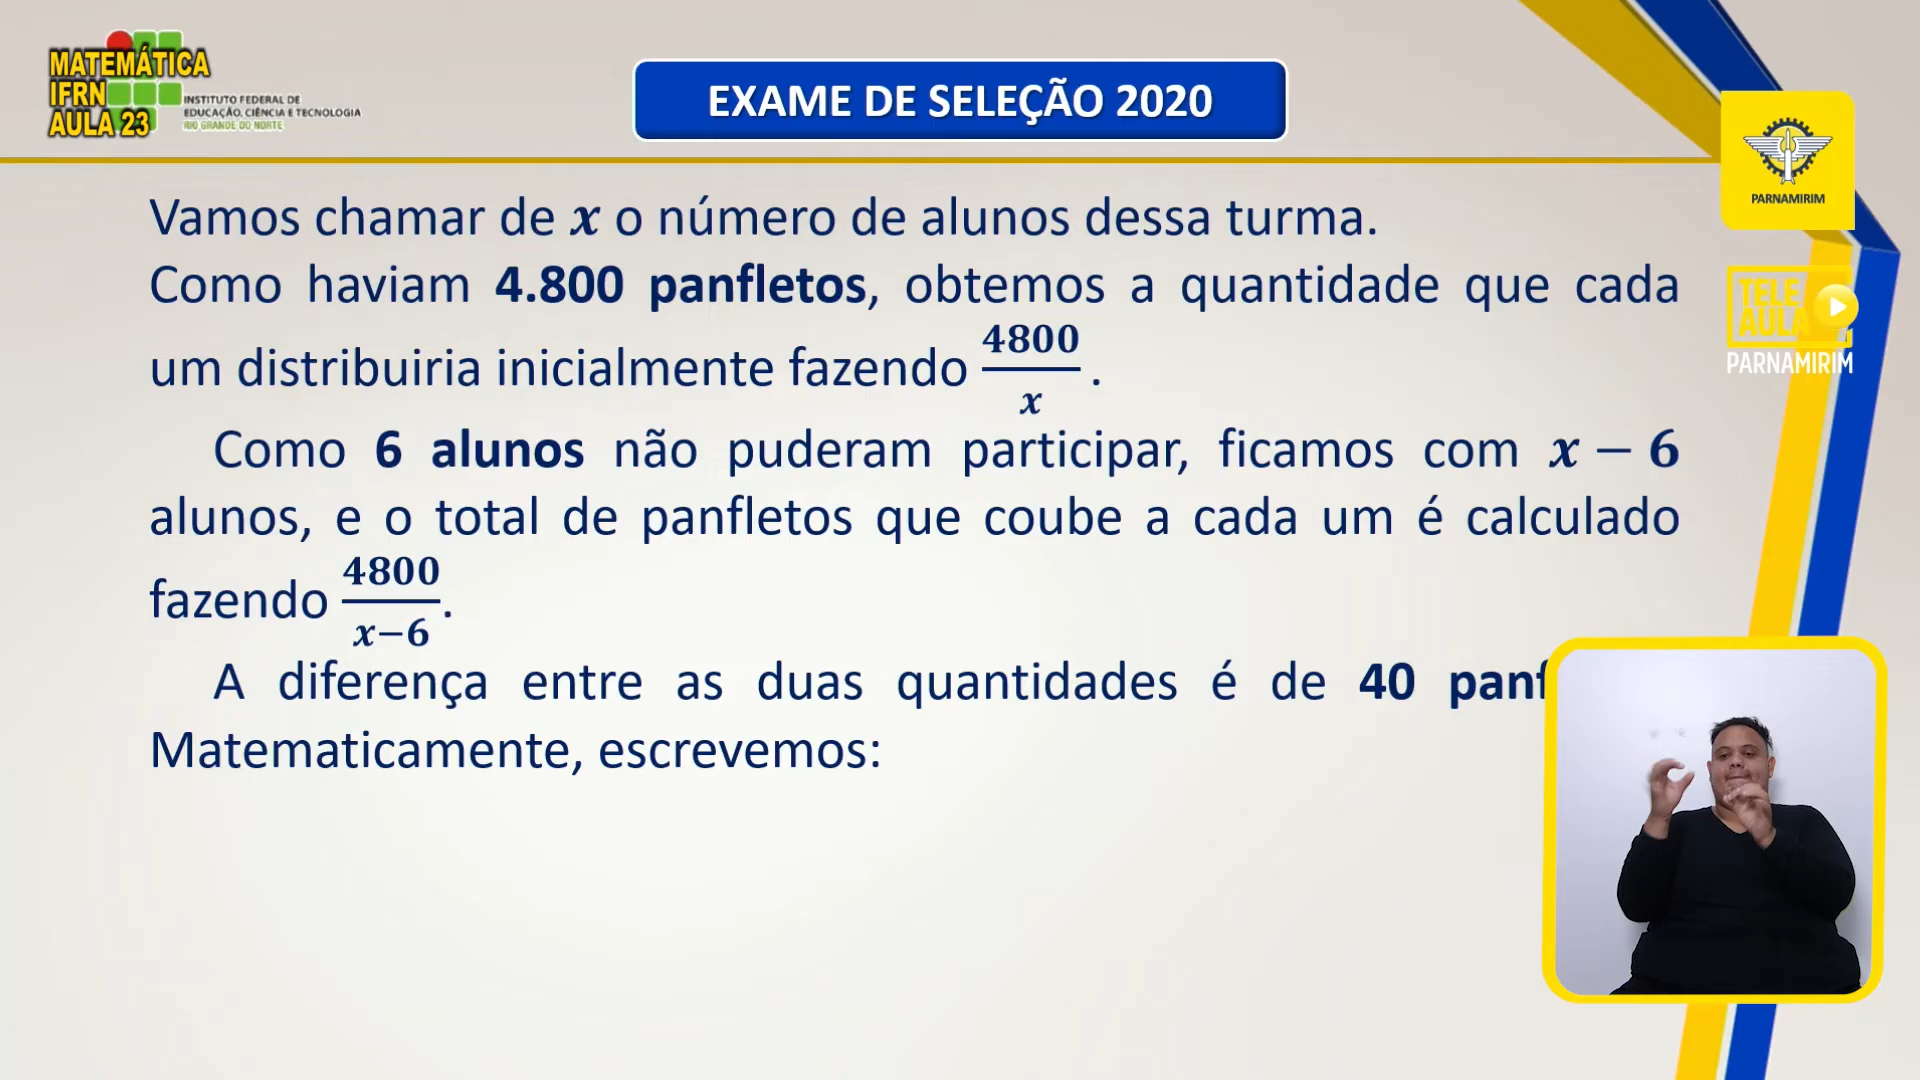 MATEMÁTICA
IFRN
AULA 23
INSTITUTO FEDERAL DE
EDUCAÇÃO, CIÊNCIA E TECNOLOGIA
RIO GRANDE DO NORTE
EXAME DE SELEÇÃO 2020
PARNAMIRIM
TELE
AULA
PARNAMIRIM
Vamos chamar de x o número de alunos dessa turma.
Como haviam 4.800 panfletos, obtemos a quantidade que cada
um distribuiria inicialmente fazendo 4800/x .
Como 6 alunos não puderam participar, ficamos com x − 6
alunos, e o total de panfletos que coube a cada um é calculado
fazendo 4800/x−6.
A diferença entre as duas quantidades é de 40
Matematicamente, escrevemos: